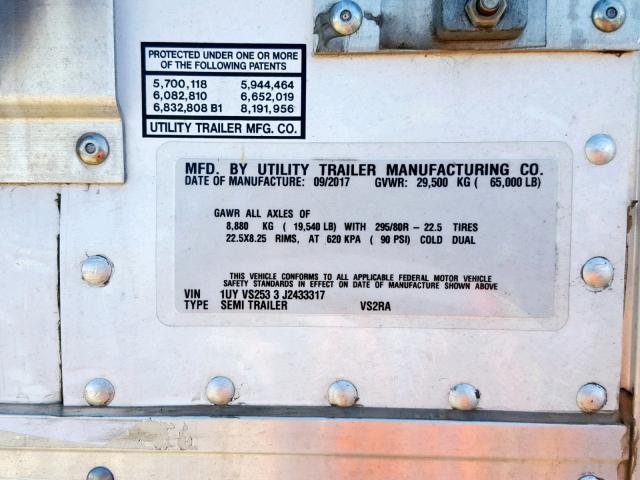 PROTECTED UNDER ONE OR MORE
OF THE FOLLOWING PATENTS
5,700,118 5,944,464
6,082,810 6,652,019
6,832,808 B1 8,191,956
UTILITY TRAILER MFG. CO.
MFD. BY UTILITY TRAILER MANUFACTURING CO.
DATE OF MANUFACTURE: 09/2017 GVWR: 29,500 KG ( 65,000 LB)
GAWR ALL AXLES OF
8,880 KG ( 19,540 LB) WITH 295/80R - 22.5 TIRES
22.5X8.25 RIMS, AT 620 KPA ( 90 PSI) COLD DUAL
THIS VEHICLE CONFORMS TO ALL APPLICABLE FEDERAL MOTOR VEHICLE
SAFETY STANDARDS IN EFFECT ON DATE OF MANUFACTURE SHOWN ABOVE
VIN 1UY VS253 3 J2433317
TYPE SEMI TRAILER VS2RA